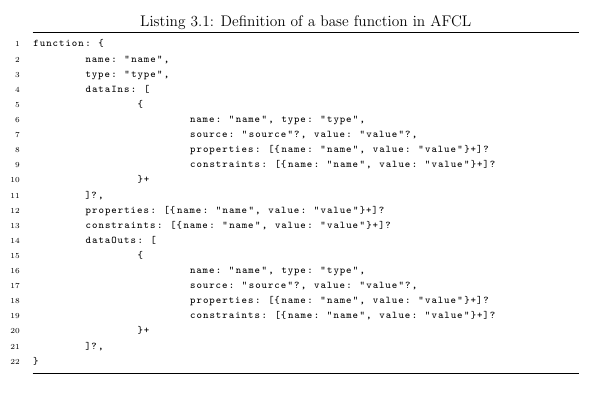 Listing 3.1: Definition of a base function in AFCL
1 function: {
2 name: "name",
3 type: "type",
4 dataIns: [
5 {
6 name: "name", type: "type",
7 source: "source"?, value: "value"?,
8 properties: [{name: "name", value: "value"}+]?
9 constraints: [{name: "name", value: "value"}+]?
10 }+
11 ]?,
12 properties: [{name: "name", value: "value"}+]?
13 constraints: [{name: "name", value: "value"}+]?
14 dataOuts: [
15 {
16 name: "name", type: "type",
17 source: "source"?, value: "value"?,
18 properties: [{name: "name", value: "value"}+]?
19 constraints: [{name: "name", value: "value"}+]?
20 }+
21 ]?,
22 }